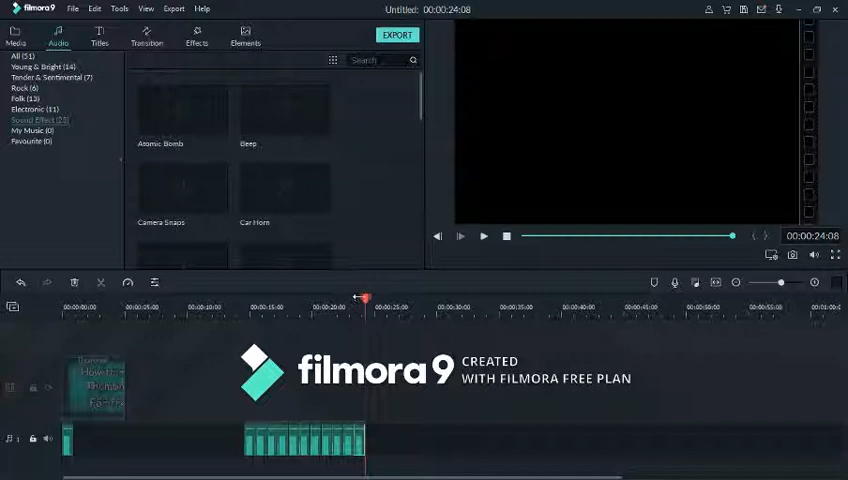 filmora 9 File Edit Tools View Export Help Untitled: 00:00:24:08
Media Audio Titles Transition Effects Elements EXPORT
All (51)
Young & Bright (14)
Tender & Sentimental (7)
Rock (6)
Folk (13)
Electronic (11)
Sound Effect (23)
My Music (0)
Favourite (0)
Search
Atomic Bomb Beep
Camera Snaps Car Horn
00:00:24:08
00:00:00:00 00:00:05:00 00:00:10:00 00:00:15:00 00:00:20:00 00:00:25:00 00:00:30:00 00:00:35:00 00:00:40:00 00:00:45:00 00:00:50:00 00:00:55:00
filmora 9 CREATED
WITH FILMORA FREE PLAN
1